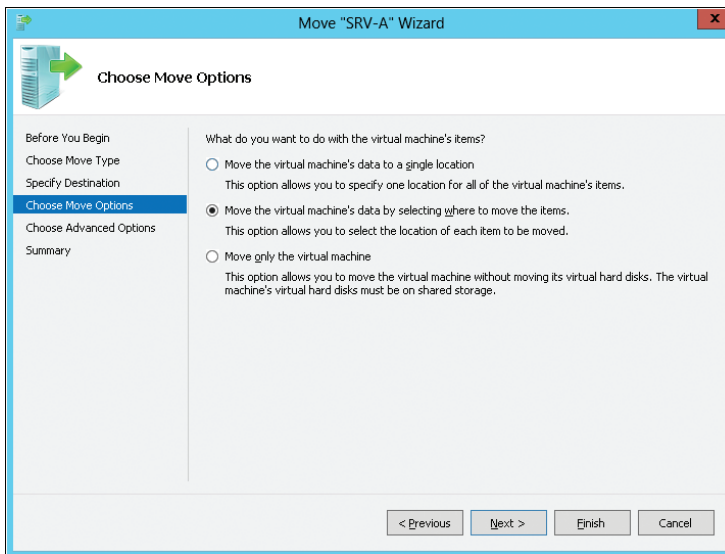 Move "SRV-A" Wizard
x
Choose Move Options
Before You Begin
Choose Move Type
Specify Destination
Choose Move Options
Choose Advanced Options
Summary
What do you want to do with the virtual machine's items?
Move the virtual machine's data to a single location
This option allows you to specify one location for all of the virtual machine's items.
Move the virtual machine's data by selecting where to move the items.
This option allows you to select the location of each item to be moved.
Move only the virtual machine
This option allows you to move the virtual machine without moving its virtual hard disks. The virtual
machine's virtual hard disks must be on shared storage.
< Previous
Next >
Finish
Cancel